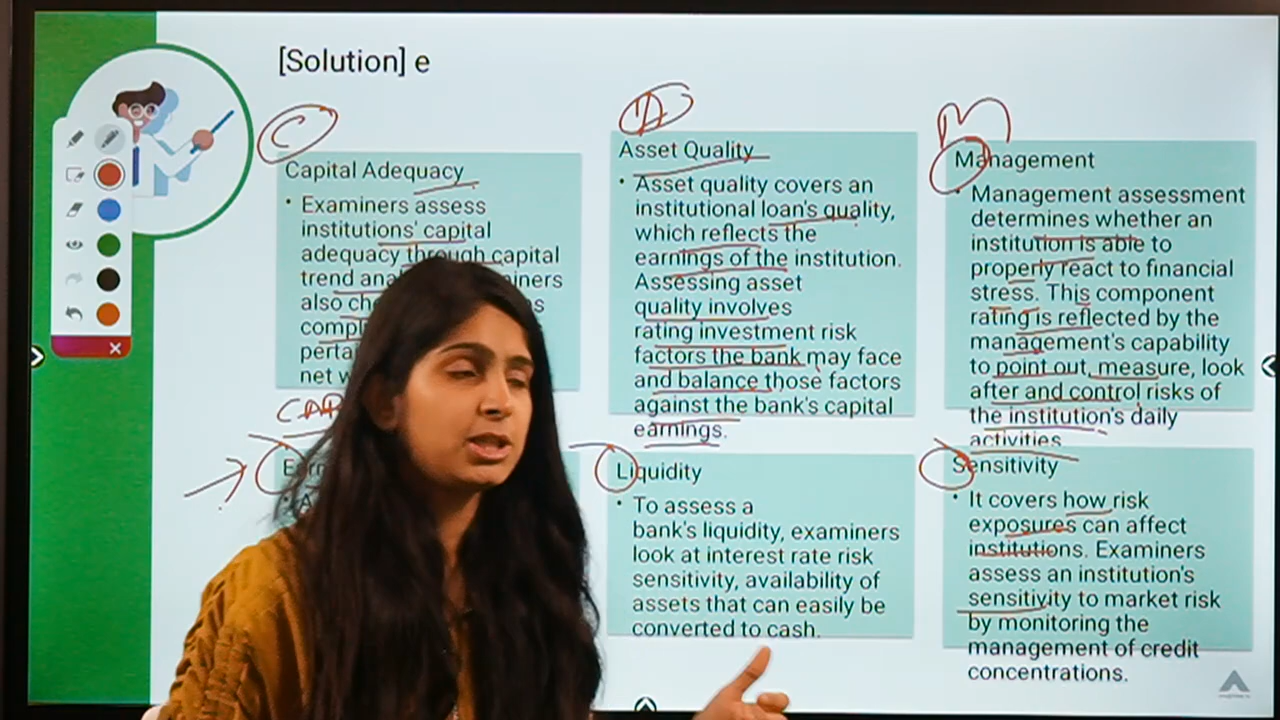 [Solution] e
C
A
M
Capital Adequacy
• Examiners assess
institutions' capital
adequacy through capital
trend
also
net
Asset Quality
• Asset quality covers an
institutional loan's quality,
which reflects the
earnings of the institution.
Assessing asset
quality involves
rating investment risk
factors the bank may face
and balance those factors
against the bank's capital
earnings.
Management
• Management assessment
determines whether an
institution is able to
properly react to financial
stress. This component
rating is reflected by the
management's capability
to point out, measure, look
after and control risks of
the institution's daily
activities
Liquidity
• To assess a
bank's liquidity, examiners
look at interest rate risk
sensitivity, availability of
assets that can easily be
converted to cash.
Sensitivity
• It covers how risk
exposures can affect
institutions. Examiners
assess an institution's
sensitivity to market risk
by monitoring the
management of credit
concentrations.